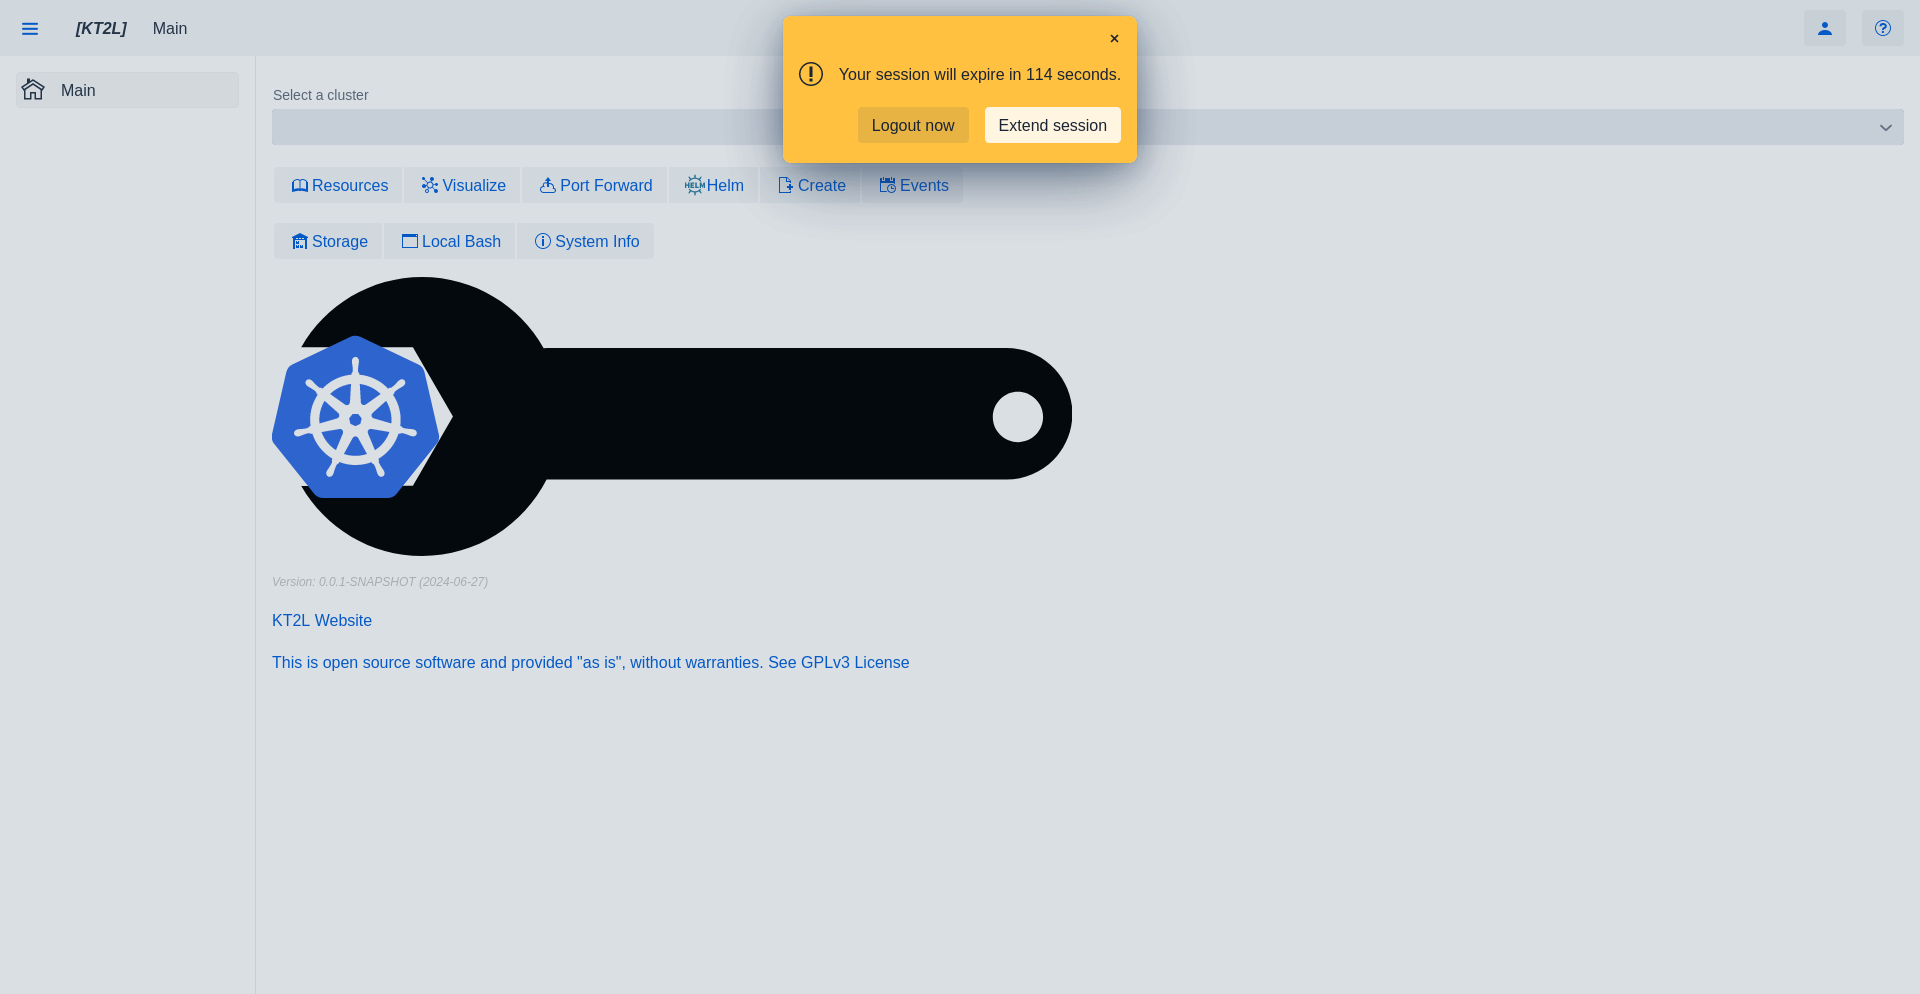 [KT2L] Main
×
Your session will expire in 114 seconds.
Logout now Extend session
Main
Select a cluster
Resources Visualize Port Forward HELM Helm Create Events
Storage Local Bash System Info
Version: 0.0.1-SNAPSHOT (2024-06-27)
KT2L Website
This is open source software and provided "as is", without warranties. See GPLv3 License